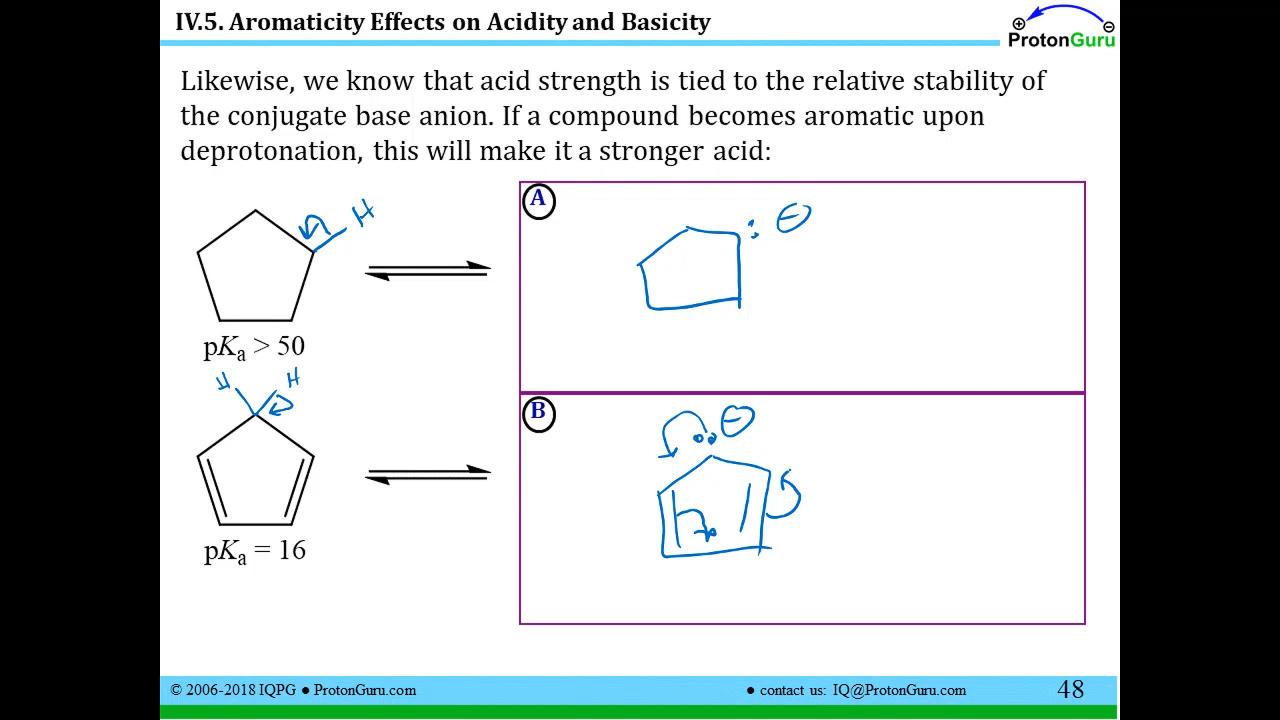 IV.5. Aromaticity Effects on Acidity and Basicity
⊕ ⊖
ProtonGuru
Likewise, we know that acid strength is tied to the relative stability of
the conjugate base anion. If a compound becomes aromatic upon
deprotonation, this will make it a stronger acid:
A
H
: ⊖
pKa > 50
H H
B
⊖
pKa = 16
© 2006-2018 IQPG ● ProtonGuru.com
● contact us: IQ@ProtonGuru.com
48